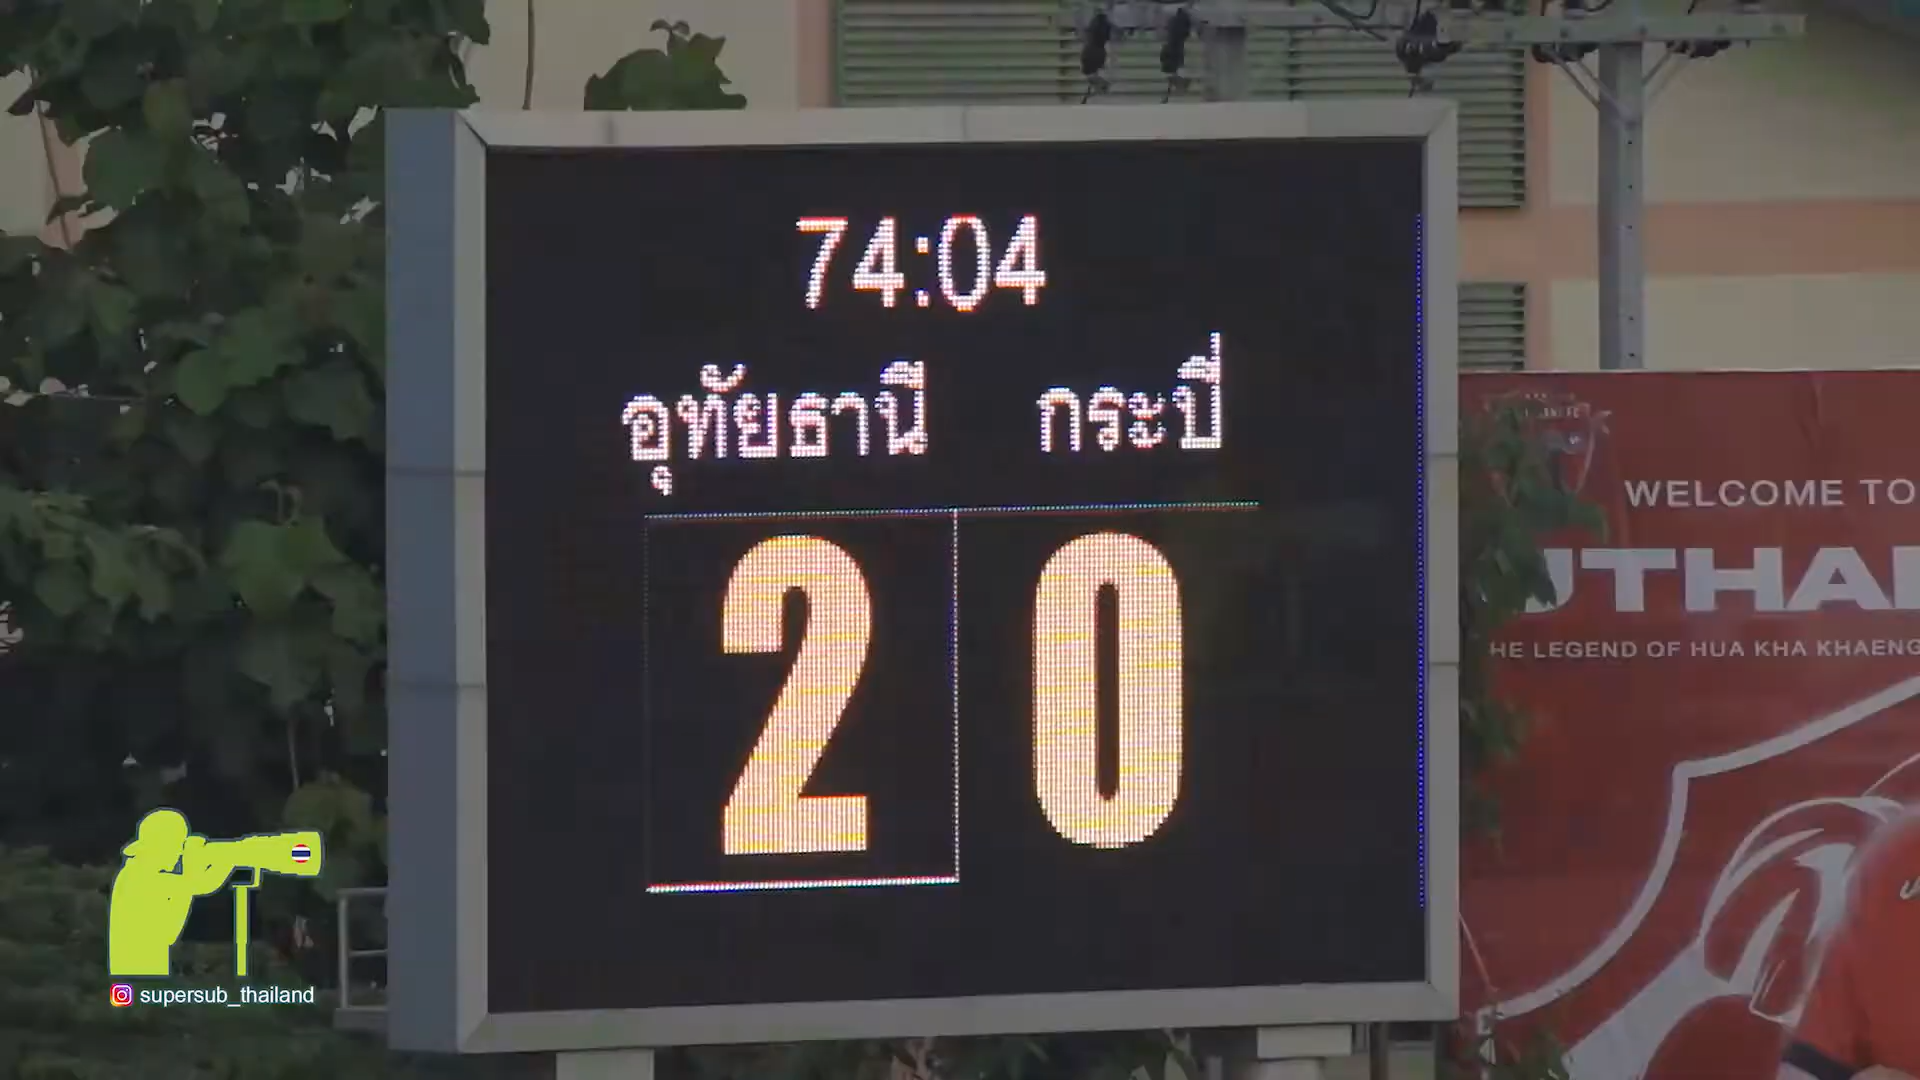 74:04
อุทัยธานี กระบี่
2 0
WELCOME TO
UTHAI
HE LEGEND OF HUA KHA KHAENG
supersub_thailand